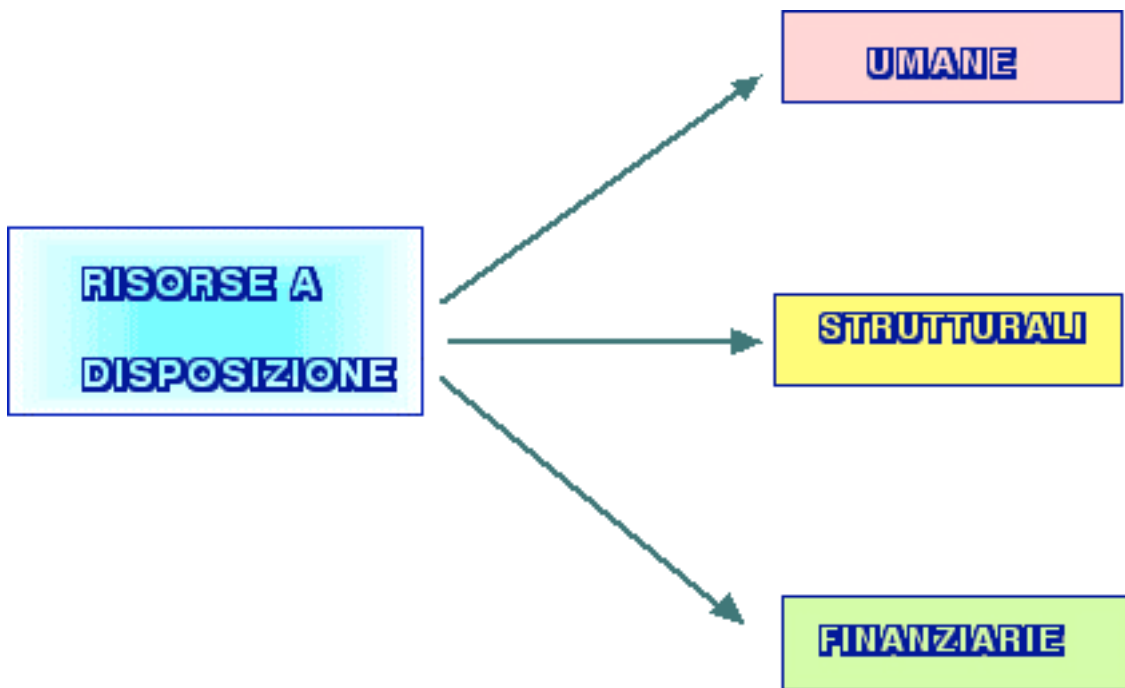 UMANE
RISORSE A
DISPOSIZIONE
STRUTTURALI
FINANZIARIE